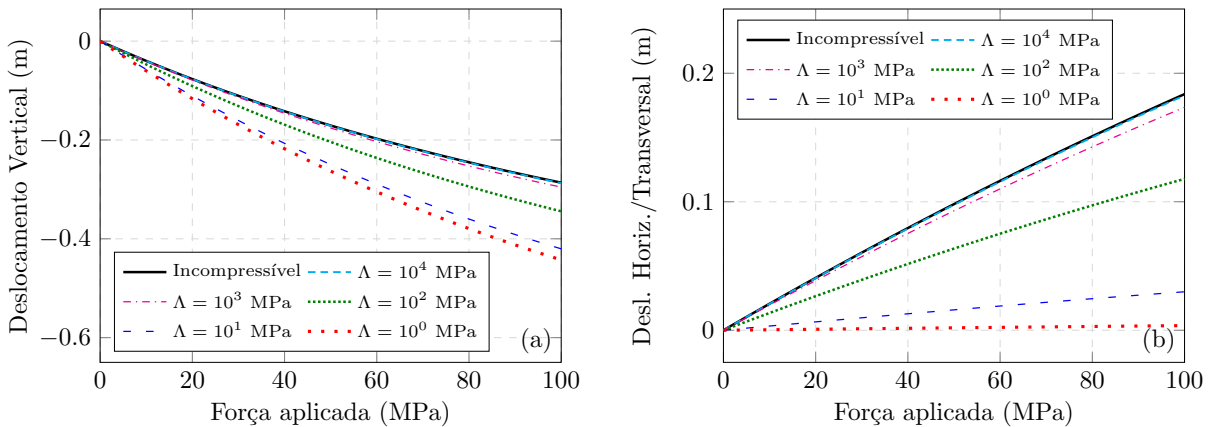 0
−0.2
−0.4
−0.6
Deslocamento Vertical (m)
Incompressível
Λ = 10⁴ MPa
Λ = 10³ MPa
Λ = 10² MPa
Λ = 10¹ MPa
Λ = 10⁰ MPa
(a)
0 20 40 60 80 100
Força aplicada (MPa)
0.2
0.1
0
Desl. Horiz./Transversal (m)
Incompressível
Λ = 10⁴ MPa
Λ = 10³ MPa
Λ = 10² MPa
Λ = 10¹ MPa
Λ = 10⁰ MPa
(b)
0 20 40 60 80 100
Força aplicada (MPa)